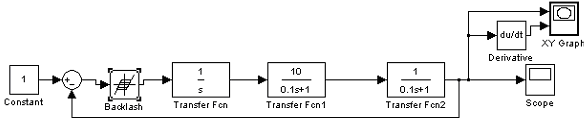 du/dt
XY Graph
Derivative
1
Constant
Backlash
1
s
Transfer Fcn
10
0.1s+1
Transfer Fcn1
1
0.1s+1
Transfer Fcn2
Scope